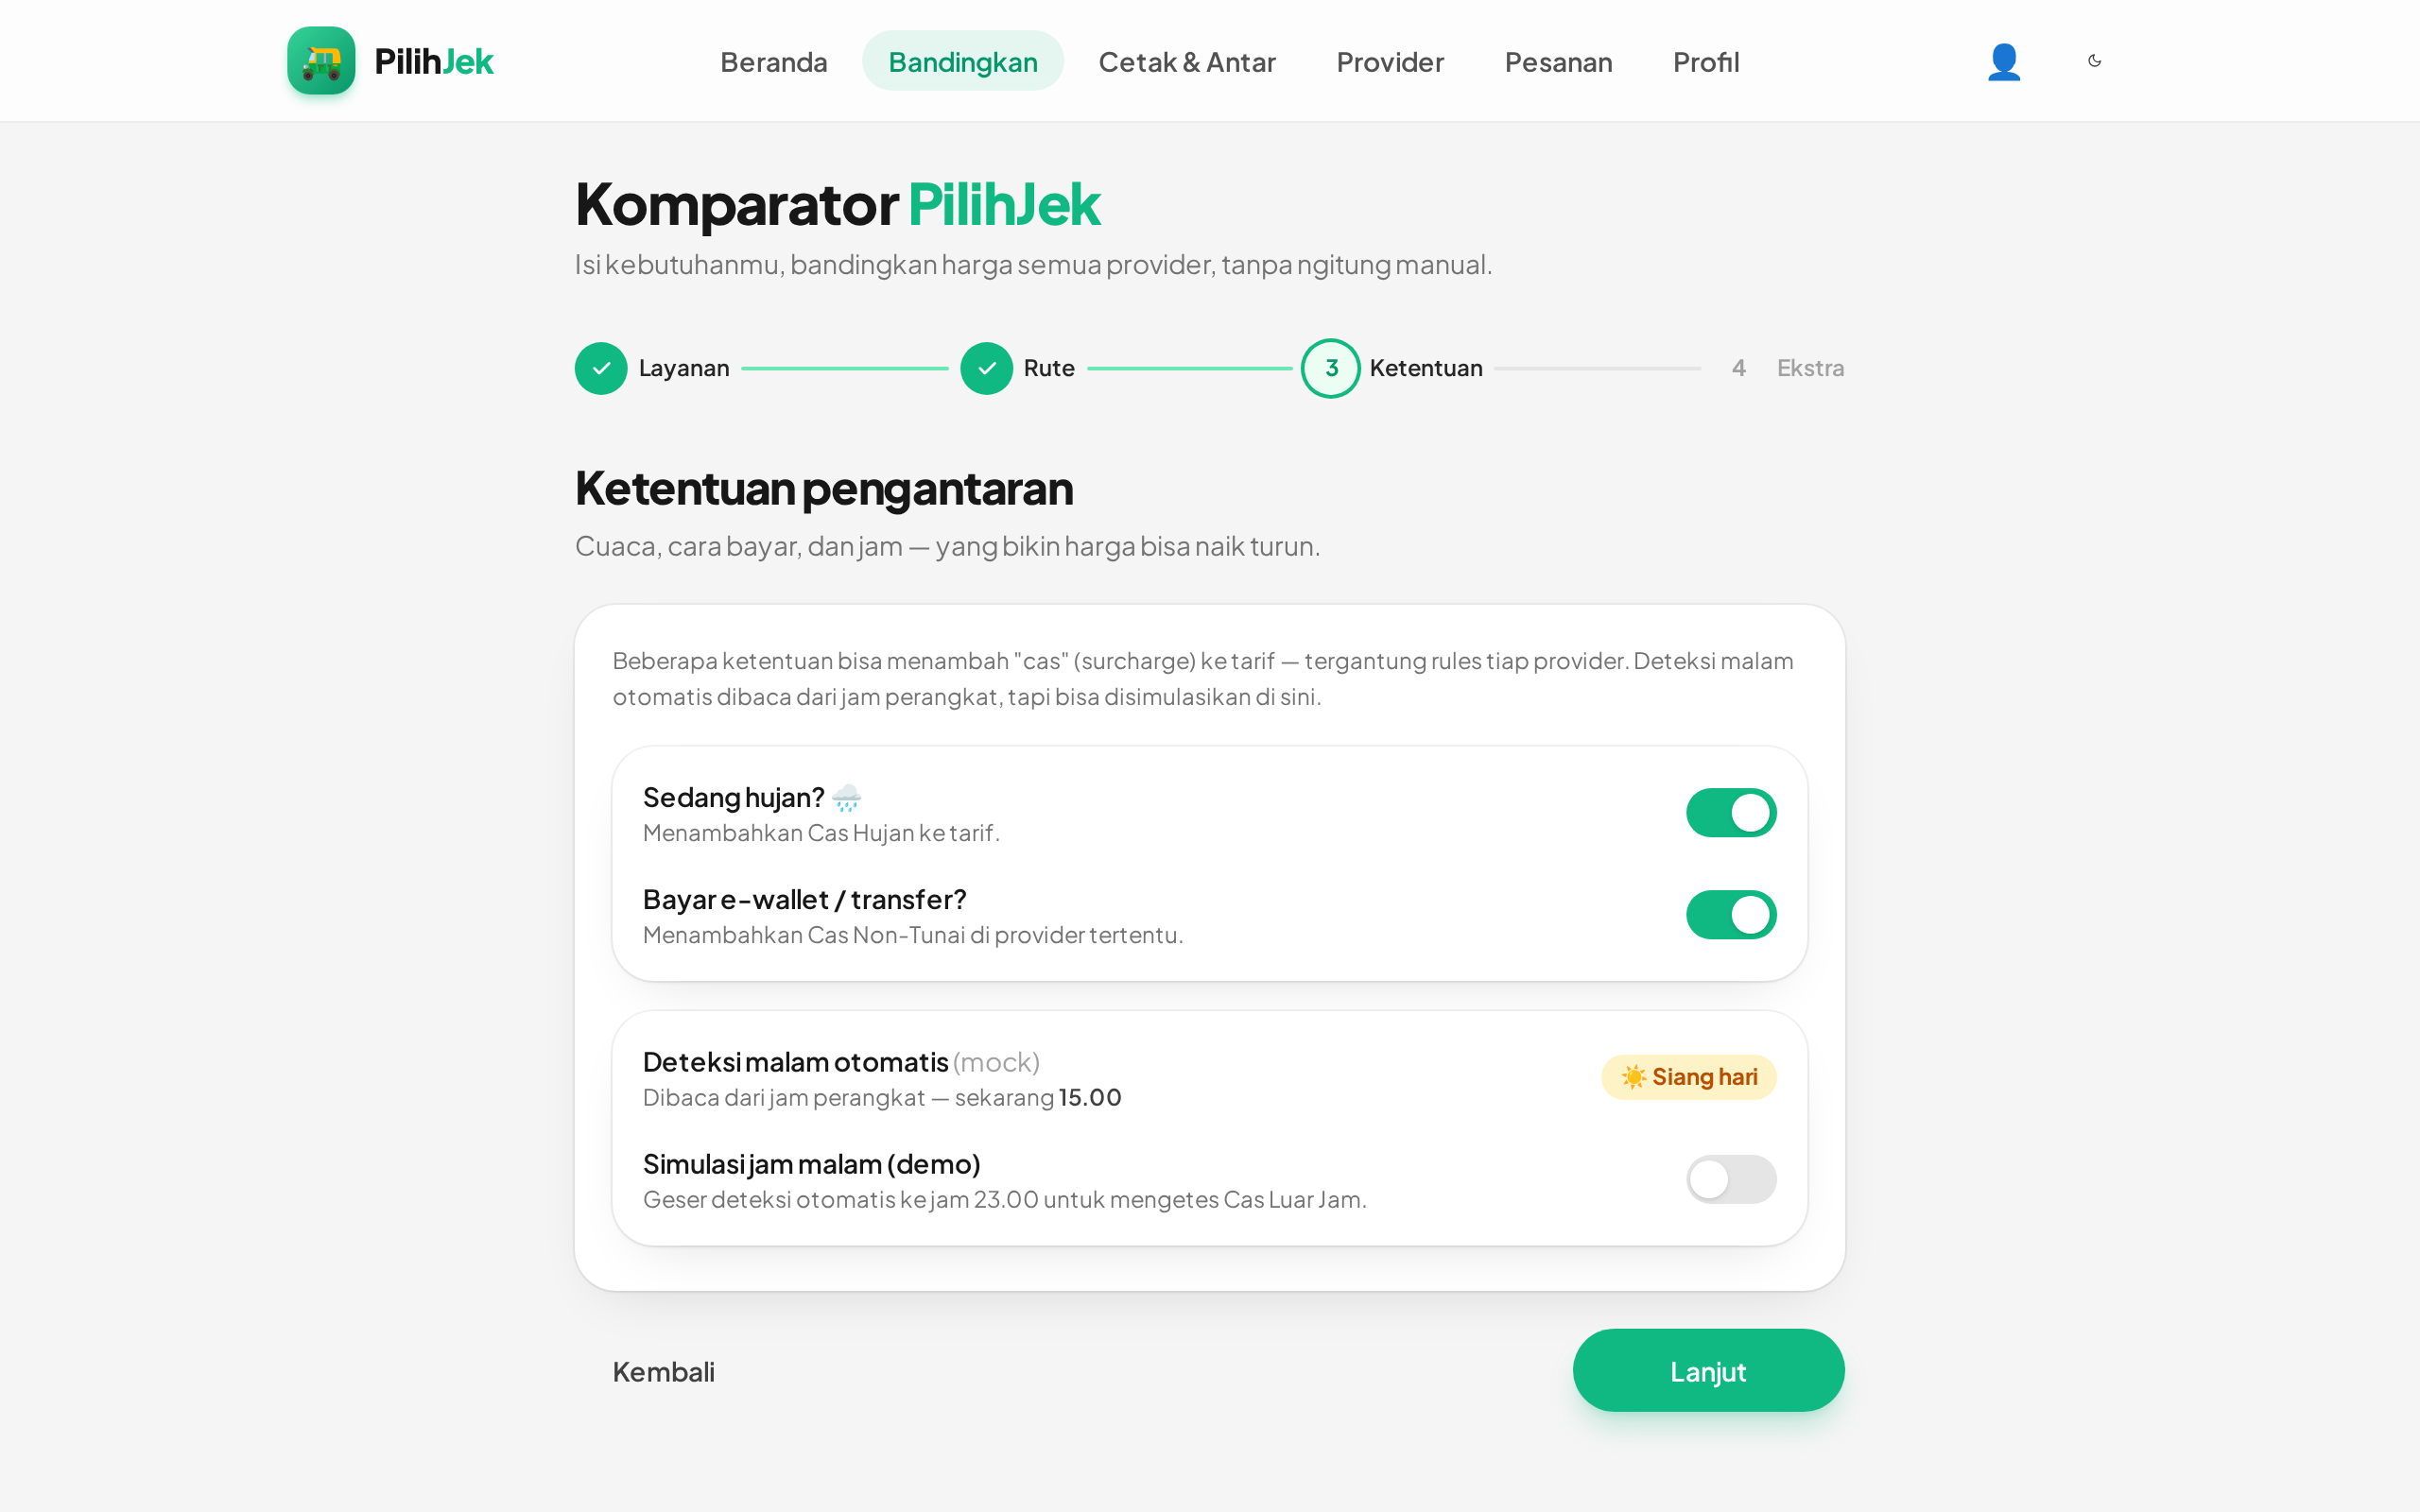 PilihJek
Beranda
Bandingkan
Cetak & Antar
Provider
Pesanan
Profil
Komparator PilihJek
Isi kebutuhanmu, bandingkan harga semua provider, tanpa ngitung manual.
Layanan
Rute
3 Ketentuan
4 Ekstra
Ketentuan pengantaran
Cuaca, cara bayar, dan jam — yang bikin harga bisa naik turun.
Beberapa ketentuan bisa menambah "cas" (surcharge) ke tarif — tergantung rules tiap provider. Deteksi malam
otomatis dibaca dari jam perangkat, tapi bisa disimulasikan di sini.
Sedang hujan? 🌧️
Menambahkan Cas Hujan ke tarif.
Bayar e-wallet / transfer?
Menambahkan Cas Non-Tunai di provider tertentu.
Deteksi malam otomatis (mock)
Dibaca dari jam perangkat — sekarang 15.00
☀️ Siang hari
Simulasi jam malam (demo)
Geser deteksi otomatis ke jam 23.00 untuk mengetes Cas Luar Jam.
Kembali
Lanjut